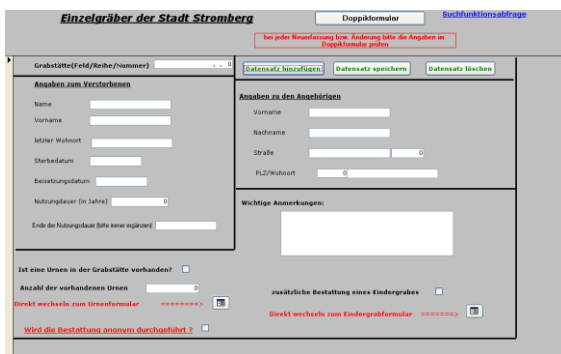 Einzelgräber der Stadt Stromberg
Doppikformular
Suchfunktionsabfrage
bei jeder Neuerfassung bzw. Änderung bitte die Angaben im
Doppikformular prüfen
Grabstätte(Feld/Reihe/Nummer) . . 0
Datensatz hinzufügen Datensatz speichern Datensatz löschen
Angaben zum Verstorbenen
Name
Vorname
letzter Wohnort
Sterbedatum
Beisetzungsdatum
Nutzungdauer (in Jahre) 0
Ende der Nutzungsdauer (bitte immer ergänzen)
Angaben zu den Angehörigen
Vorname
Nachname
Straße 0
PLZ/Wohnort 0
Wichtige Anmerkungen:
Ist eine Urnen in der Grabstätte vorhanden?
Anzahl der vorhandenen Urnen 0
Direkt wechseln zum Urnenformular ========>
Wird die Bestattung anonym durchgeführt ?
zusätzliche Bestattung eines Kindergrabes
Direkt wechseln zum Kindergrabformular =======>